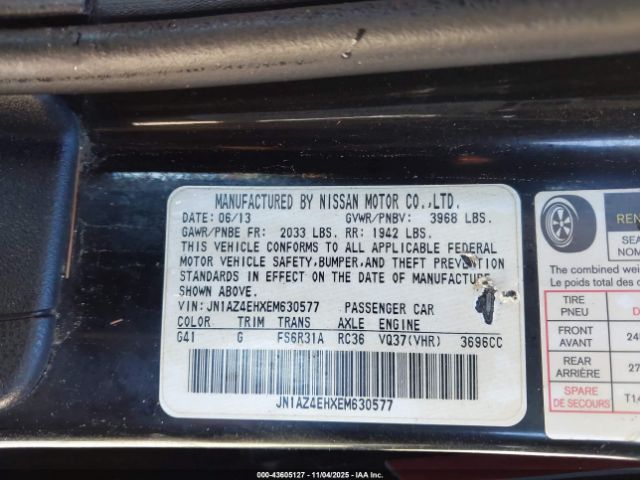 MANUFACTURED BY NISSAN MOTOR CO.,LTD.
DATE: 06/13 GVWR/PNBV: 3968 LBS.
GAWR/PNBE FR: 2033 LBS. RR: 1942 LBS.
THIS VEHICLE CONFORMS TO ALL APPLICABLE FEDERAL
MOTOR VEHICLE SAFETY, BUMPER, AND THEFT PREVENTION
STANDARDS IN EFFECT ON THE DATE OF MANUFACTURE
SHOWN ABOVE.
VIN: JN1AZ4EHXEM630577 PASSENGER CAR
COLOR TRIM TRANS AXLE ENGINE
G41 G FS6R31A RC36 VQ37(VHR) 3696CC
JN1AZ4EHXEM630577
The combined weig
Le poids total des
TIRE
PNEU
FRONT
AVANT
REAR
ARRIÈRE
SPARE
DE SECOURS
000-43605127 - 11/04/2025 - IAAI.com